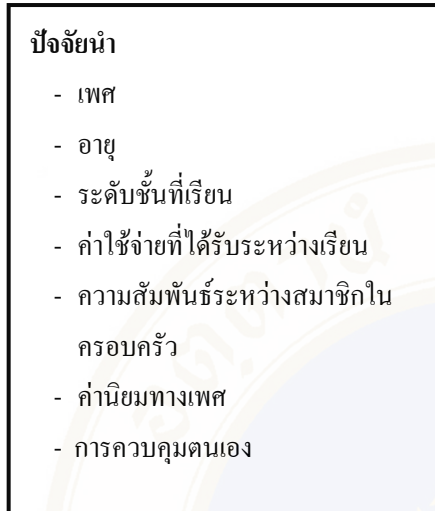 ปัจจัยนำ
- เพศ
- อายุ
- ระดับชั้นที่เรียน
- ค่าใช้จ่ายที่ได้รับระหว่างเรียน
- ความสัมพันธ์ระหว่างสมาชิกใน
ครอบครัว
- ค่านิยมทางเพศ
- การควบคุมตนเอง